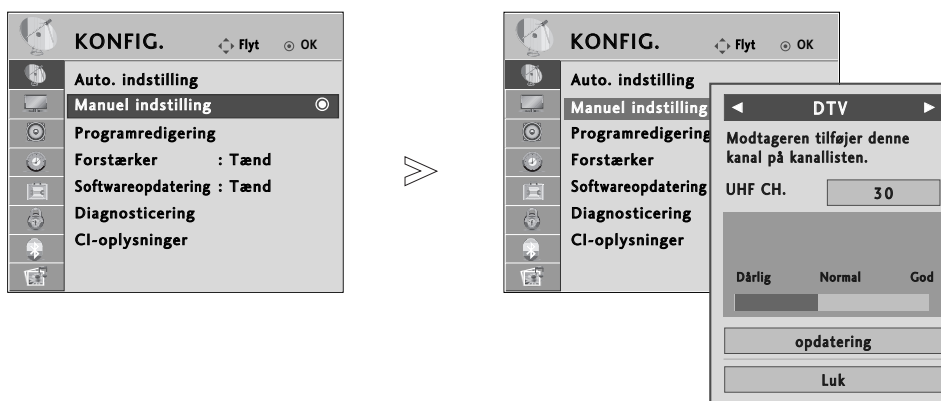 KONFIG. Flyt OK
Auto. indstilling
Manuel indstilling
Programredigering
Forstærker : Tænd
Softwareopdatering : Tænd
Diagnosticering
CI-oplysninger
KONFIG. Flyt OK
Auto. indstilling
Manuel indstilling
Programredigering
Forstærker
Softwareopdatering
Diagnosticering
CI-oplysninger
DTV
Modtageren tilføjer denne
kanal på kanallisten.
UHF CH. 30
Dårlig Normal God
opdatering
Luk